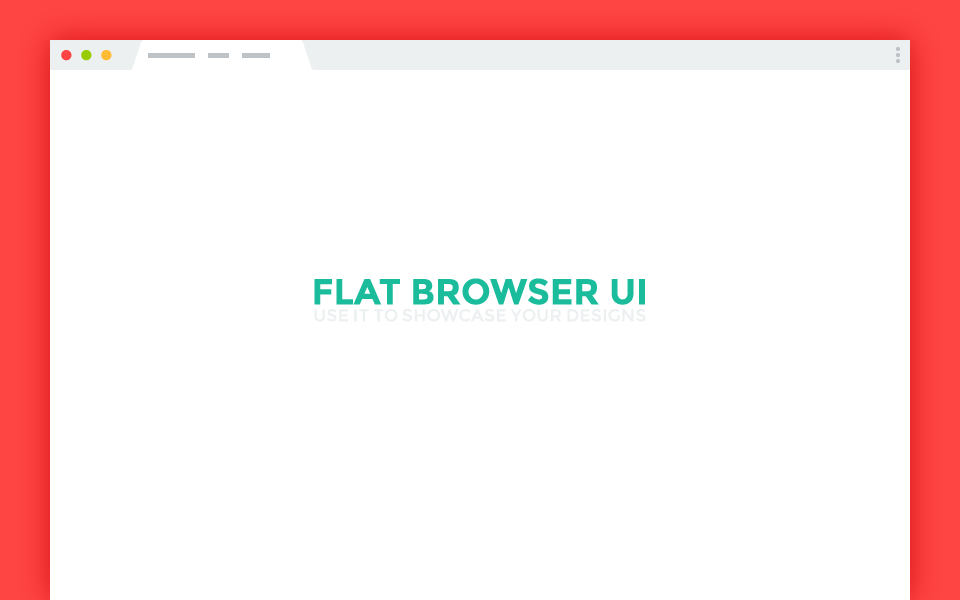 FLAT BROWSER UI
USE IT TO SHOWCASE YOUR DESIGNS